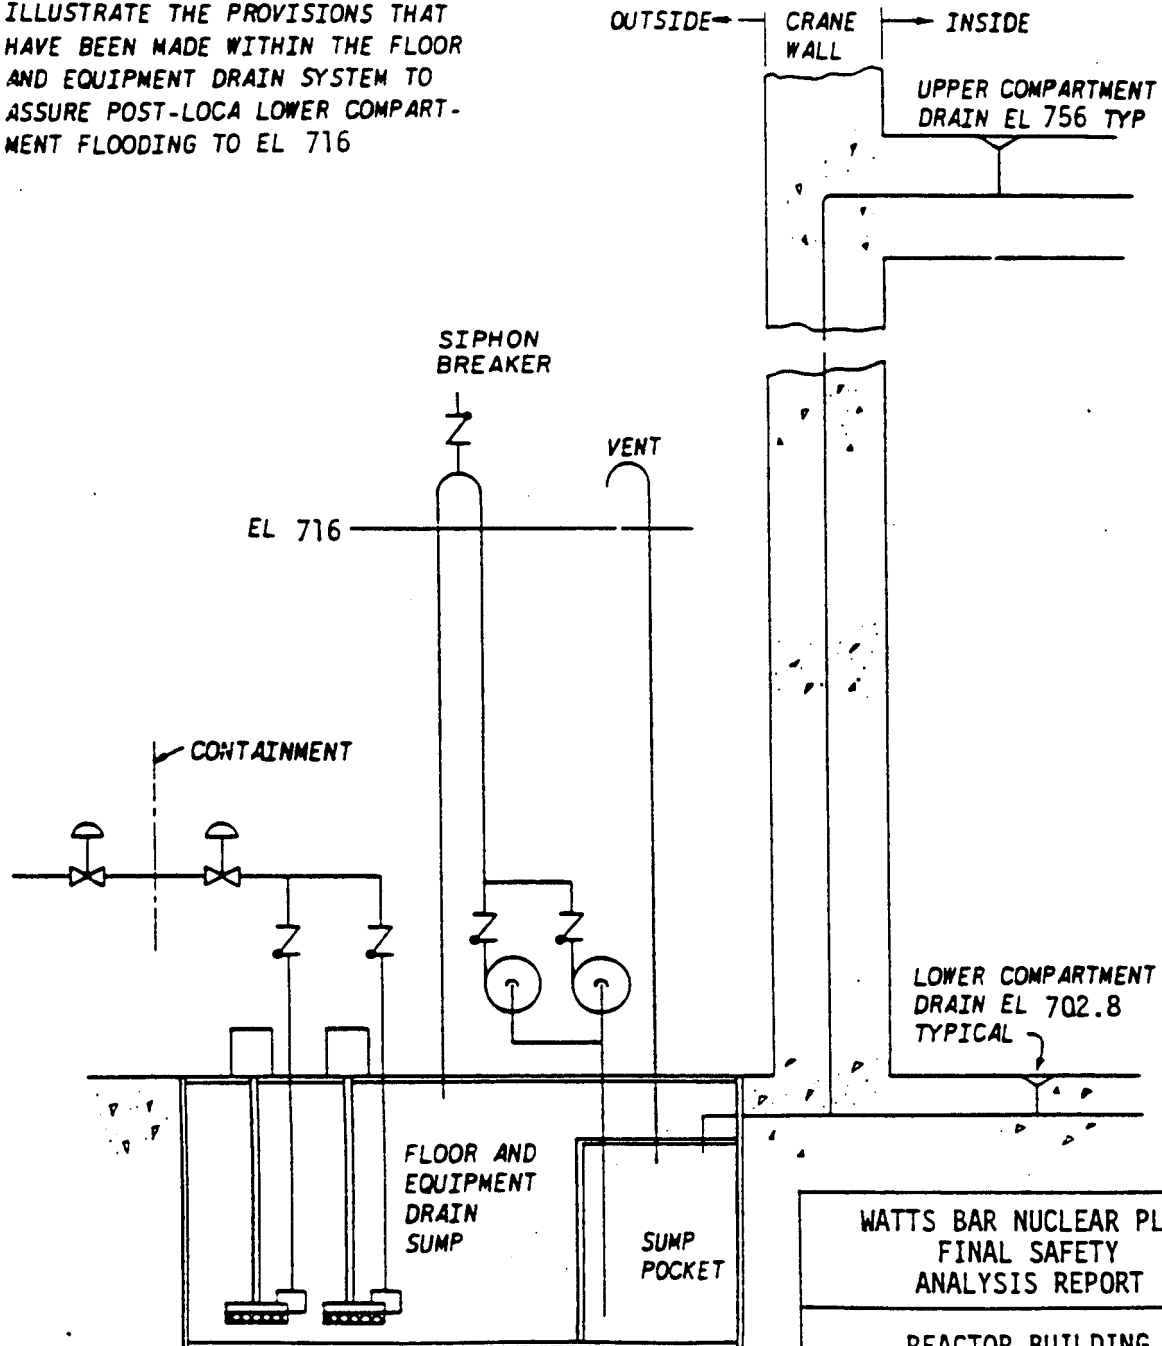 ILLUSTRATE THE PROVISIONS THAT
HAVE BEEN MADE WITHIN THE FLOOR
AND EQUIPMENT DRAIN SYSTEM TO
ASSURE POST-LOCA LOWER COMPART-
MENT FLOODING TO EL 716
OUTSIDE
CRANE
WALL
INSIDE
UPPER COMPARTMENT
DRAIN EL 756 TYP
SIPHON
BREAKER
VENT
EL 716
CONTAINMENT
LOWER COMPARTMENT
DRAIN EL 702.8
TYPICAL
FLOOR AND
EQUIPMENT
DRAIN
SUMP
SUMP
POCKET
WATTS BAR NUCLEAR PL
FINAL SAFETY
ANALYSIS REPORT
REACTOR BUILDING